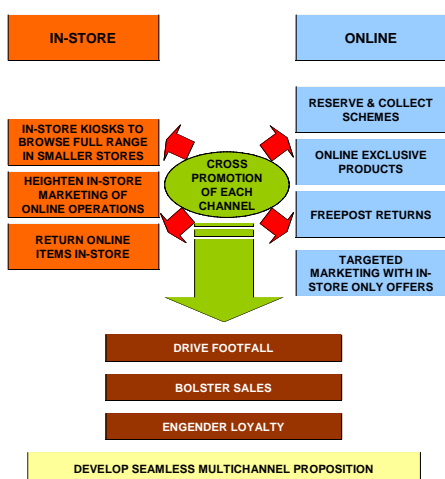 IN-STORE
ONLINE
IN-STORE KIOSKS TO
BROWSE FULL RANGE
IN SMALLER STORES
HEIGHTEN IN-STORE
MARKETING OF
ONLINE OPERATIONS
RETURN ONLINE
ITEMS IN-STORE
CROSS
PROMOTION
OF EACH
CHANNEL
RESERVE & COLLECT
SCHEMES
ONLINE EXCLUSIVE
PRODUCTS
FREEPOST RETURNS
TARGETED
MARKETING WITH IN-
STORE ONLY OFFERS
DRIVE FOOTFALL
BOLSTER SALES
ENGENDER LOYALTY
DEVELOP SEAMLESS MULTICHANNEL PROPOSITION